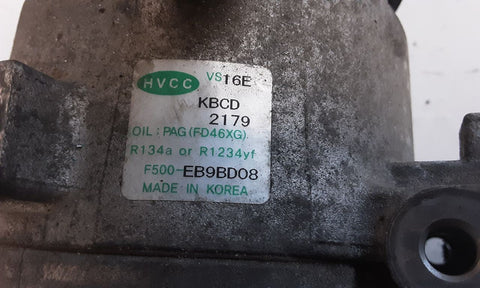 HVCC VS16E
KBCD
2179
OIL: PAG(FD46XG)
R134a or R1234yf
F500-EB9BD08
MADE IN KOREA